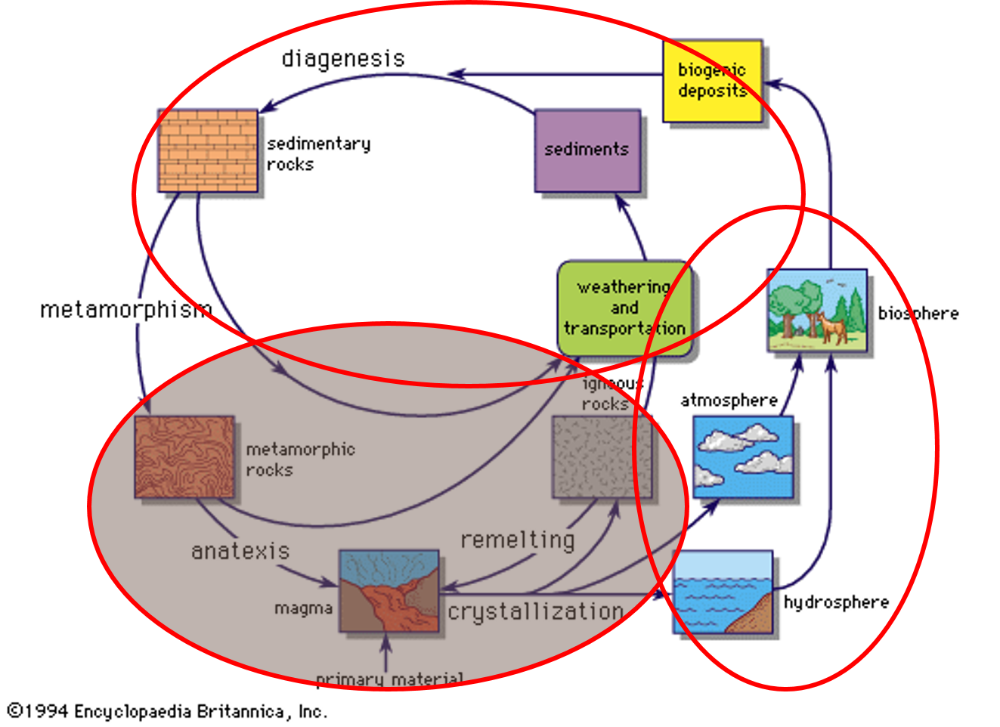 diagenesis
biogenic
deposits
sedimentary
rocks
sediments
weathering
and
transportation
metamorphism
biosphere
igneous
rocks
atmosphere
metamorphic
rocks
anatexis
remelting
magma
crystallization
hydrosphere
primary material
©1994 Encyclopaedia Britannica, Inc.